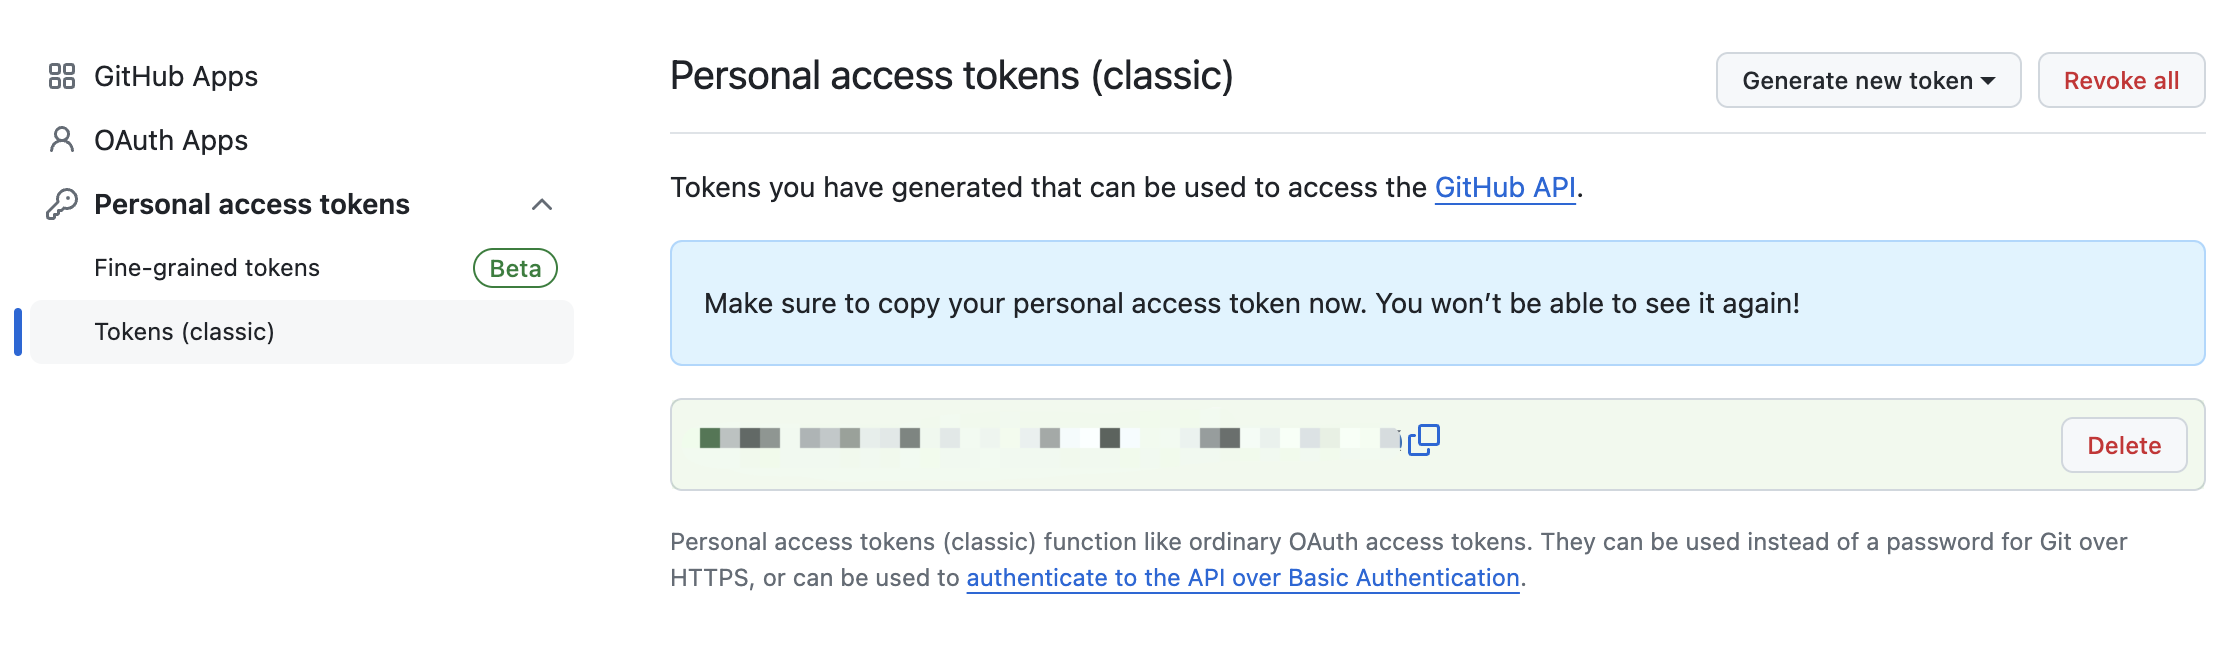 GitHub Apps
OAuth Apps
Personal access tokens
Fine-grained tokens Beta
Tokens (classic)
Personal access tokens (classic)
Generate new token
Revoke all
Tokens you have generated that can be used to access the GitHub API.
Make sure to copy your personal access token now. You won’t be able to see it again!
Delete
Personal access tokens (classic) function like ordinary OAuth access tokens. They can be used instead of a password for Git over
HTTPS, or can be used to authenticate to the API over Basic Authentication.